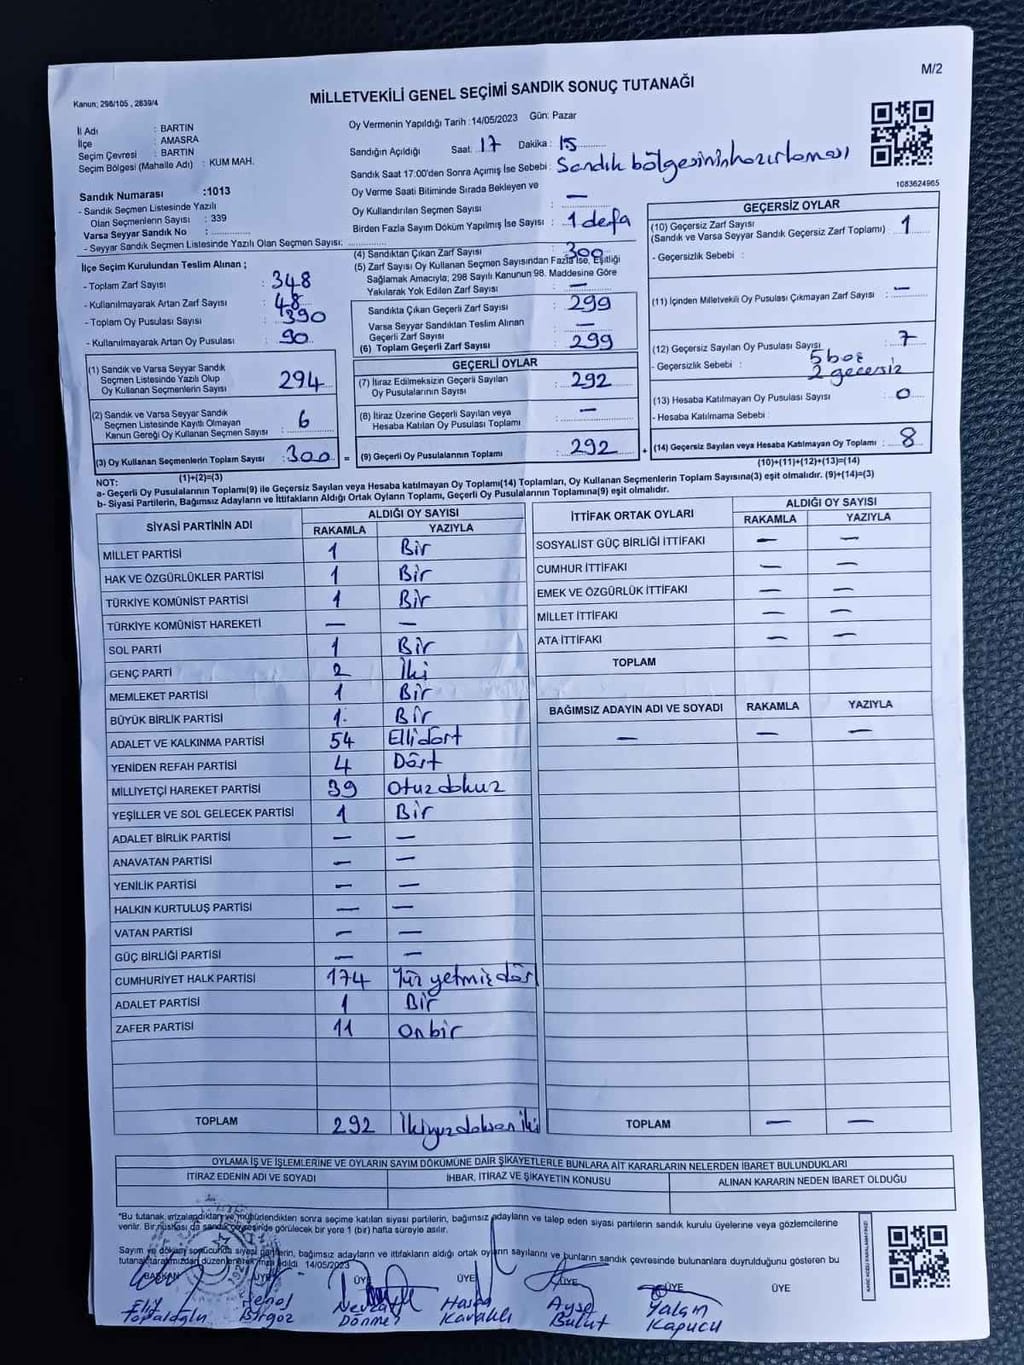 M/2
Kanun; 298/105 , 2839/4
MİLLETVEKİLİ GENEL SEÇİMİ SANDIK SONUÇ TUTANAĞI
İl Adı : BARTIN
İlçe : AMASRA
Seçim Çevresi : BARTIN
Seçim Bölgesi (Mahalle Adı) : KUM MAH.
Sandık Numarası :1013
- Sandık Seçmen Listesinde Yazılı
Olan Seçmenlerin Sayısı : 339
Varsa Seyyar Sandık No :
- Seyyar Sandık Seçmen Listesinde Yazılı Olan Seçmen Sayısı:
Oy Vermenin Yapıldığı Tarih :14/05/2023 Gün: Pazar
Sandığın Açıldığı Saat: 17 Dakika : 15
Sandık Saat 17:00'den Sonra Açımış İse Sebebi : Sandık bölgesinin hazırlaması
Oy Verme Saati Bitiminde Sırada Bekleyen ve
Oy Kullandırılan Seçmen Sayısı : —
Birden Fazla Sayım Döküm Yapılmış İse Sayısı : 1 defa
1083624965
İlçe Seçim Kurulundan Teslim Alınan ;
- Toplam Zarf Sayısı : 348
- Kullanılmayarak Artan Zarf Sayısı : 48
- Toplam Oy Pusulası Sayısı : 390
- Kullanılmayarak Artan Oy Pusulası : 90
(4) Sandıktan Çıkan Zarf Sayısı : 300
(5) Zarf Sayısı Oy Kullanan Seçmen Sayısından Fazla İse, Eşitliği
Sağlamak Amacıyla; 298 Sayılı Kanunun 98. Maddesine Göre
Yakılarak Yok Edilen Zarf Sayısı : —
Sandıkta Çıkan Geçerli Zarf Sayısı : 299
Varsa Seyyar Sandıktan Teslim Alınan
Geçerli Zarf Sayısı : —
(6) Toplam Geçerli Zarf Sayısı : 299
GEÇERSİZ OYLAR
(10) Geçersiz Zarf Sayısı
(Sandık ve Varsa Seyyar Sandık Geçersiz Zarf Toplamı) : 1
- Geçersizlik Sebebi :
(11) İçinden Milletvekili Oy Pusulası Çıkmayan Zarf Sayısı : —
(12) Geçersiz Sayılan Oy Pusulası Sayısı : 7
- Geçersizlik Sebebi : 5 boş
2 geçersiz
(13) Hesaba Katılmayan Oy Pusulası Sayısı : 0
- Hesaba Katılmama Sebebi :
(14) Geçersiz Sayılan veya Hesaba Katılmayan Oy Toplamı : 8
(1) Sandık ve Varsa Seyyar Sandık
Seçmen Listesinde Yazılı Olup
Oy Kullanan Seçmenlerin Sayısı : 294
(2) Sandık ve Varsa Seyyar Sandık
Seçmen Listesinde Kayıtlı Olmayan
Kanun Gereği Oy Kullanan Seçmen Sayısı : 6
(3) Oy Kullanan Seçmenlerin Toplam Sayısı : 300 =
GEÇERLİ OYLAR
(7) İtiraz Edilmeksizin Geçerli Sayılan
Oy Pusulalarının Sayısı : 292
(8) İtiraz Üzerine Geçerli Sayılan veya
Hesaba Katılan Oy Pusulası Toplamı : —
(9) Geçerli Oy Pusulalarının Toplamı : 292 +
(1)+(2)=(3)
(10)+(11)+(12)+(13)=(14)
NOT:
a- Geçerli Oy Pusulalarının Toplamı(9) ile Geçersiz Sayılan veya Hesaba Katılmayan Oy Toplamı(14) Toplamları, Oy Kullanan Seçmenlerin Toplam Sayısına(3) eşit olmalıdır. (9)+(14)=(3)
b- Siyasi Partilerin, Bağımsız Adayların ve İttifakların Aldığı Ortak Oyların Toplamı, Geçerli Oy Pusulalarının Toplamına(9) eşit olmalıdır.
SİYASİ PARTİNİN ADI ALDIĞI OY SAYISI
RAKAMLA YAZIYLA
MİLLET PARTİSİ 1 Bir
HAK VE ÖZGÜRLÜKLER PARTİSİ 1 Bir
TÜRKİYE KOMÜNİST PARTİSİ 1 Bir
TÜRKİYE KOMÜNİST HAREKETİ — —
SOL PARTİ 1 Bir
GENÇ PARTİ 2 İki
MEMLEKET PARTİSİ 1 Bir
BÜYÜK BİRLİK PARTİSİ 1 Bir
ADALET VE KALKINMA PARTİSİ 54 Ellidört
YENİDEN REFAH PARTİSİ 4 Dört
MİLLİYETÇİ HAREKET PARTİSİ 39 Otuzdokuz
YEŞİLLER VE SOL GELECEK PARTİSİ 1 Bir
ADALET BİRLİK PARTİSİ — —
ANAVATAN PARTİSİ — —
YENİLİK PARTİSİ — —
HALKIN KURTULUŞ PARTİSİ — —
VATAN PARTİSİ — —
GÜÇ BİRLİĞİ PARTİSİ — —
CUMHURİYET HALK PARTİSİ 174 Yüz yetmiş dör
ADALET PARTİSİ 1 Bir
ZAFER PARTİSİ 11 Onbir
TOPLAM 292 İkiyüzdoksan iki
İTTİFAK ORTAK OYLARI ALDIĞI OY SAYISI
RAKAMLA YAZIYLA
SOSYALİST GÜÇ BİRLİĞİ İTTİFAKI — —
CUMHUR İTTİFAKI — —
EMEK VE ÖZGÜRLÜK İTTİFAKI — —
MİLLET İTTİFAKI — —
ATA İTTİFAKI — —
TOPLAM
BAĞIMSIZ ADAYIN ADI VE SOYADI RAKAMLA YAZIYLA
— — —
TOPLAM — —
OYLAMA İŞ VE İŞLEMLERİNE VE OYLARIN SAYIM DÖKÜMÜNE DAİR ŞİKAYETLERLE BUNLARA AİT KARARLARIN NELERDEN İBARET BULUNDUKLARI
İTİRAZ EDENİN ADI VE SOYADI İHBAR, İTİRAZ VE ŞİKAYETİN KONUSU ALINAN KARARIN NEDEN İBARET OLDUĞU
*Bu tutanak imzalandıktan ve mühürlendikten sonra seçime katılan siyasi partilerin, bağımsız adayların ve talep eden siyasi partilerin sandık kurulu üyelerine veya gözlemcilerine
verilir. Bir nüshası da sandık çevresinde görülecek bir yere 1 (bir) hafta süreyle asılır.
Sayım ve döküm sonucunda siyasi partilerin, bağımsız adayların ve ittifakların aldığı ortak oyların sayılarını ve bunların sandık çevresinde bulunanlara duyrulduğunu gösteren bu
tutanak tarafımızdan düzenlenerek imza edildi 14/05/2023
BAŞKAN ÜYE ÜYE ÜYE ÜYE ÜYE ÜYE
Elif Topaloğlu
Şenol Birgöz
Nevzat Dönmez
Hasan
Ayşe Bulut
Yalçın Kapucu